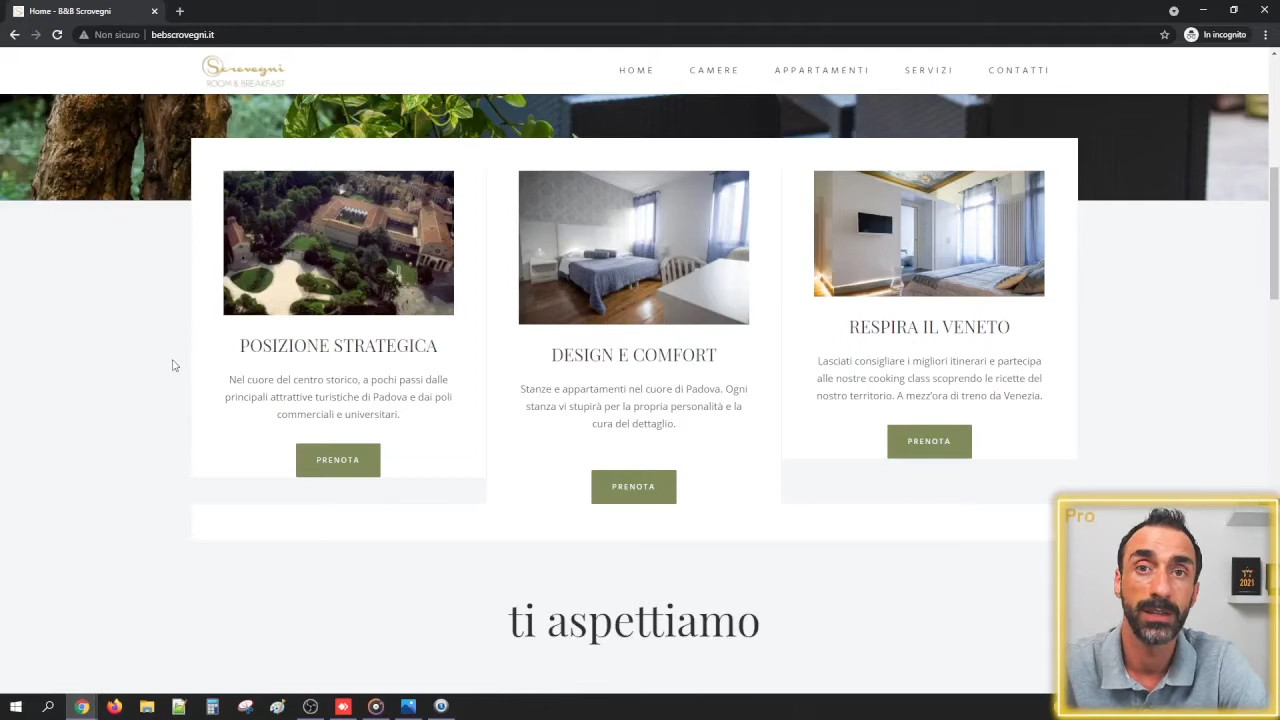 Home - B&B Scrovegni
Non sicuro
bebscrovegni.it
In incognito
Scrovegni
ROOM & BREAKFAST
HOME
CAMERE
APPARTAMENTI
SERVIZI
CONTATTI
POSIZIONE STRATEGICA
Nel cuore del centro storico, a pochi passi dalle
principali attrattive turistiche di Padova e dai poli
commerciali e universitari.
PRENOTA
DESIGN E COMFORT
Stanze e appartamenti nel cuore di Padova. Ogni
stanza vi stupirà per la propria personalità e la
cura del dettaglio.
PRENOTA
RESPIRA IL VENETO
Lasciati consigliare i migliori itinerari e partecipa
alle nostre cooking class scoprendo le ricette del
nostro territorio. A mezz'ora di treno da Venezia.
PRENOTA
ti aspettiamo
Pro
2021